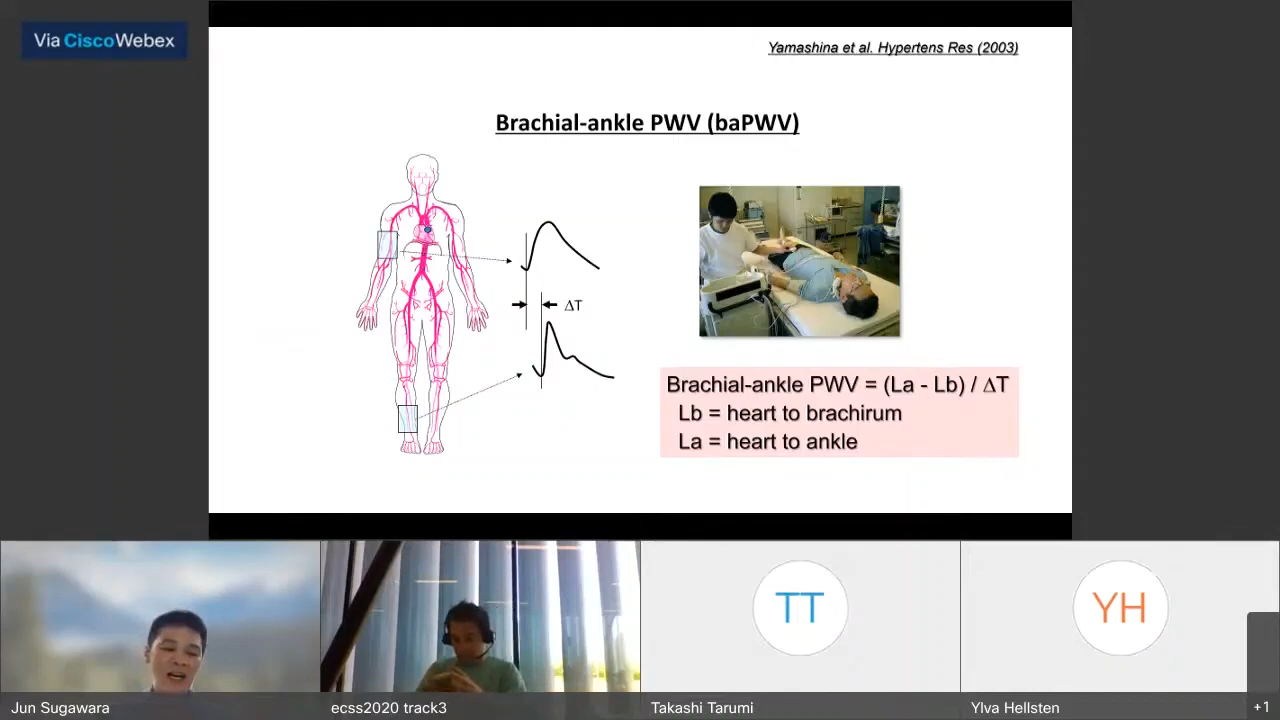 Via CiscoWebex
Yamashina et al. Hypertens Res (2003)
Brachial-ankle PWV (baPWV)
ΔT
Brachial-ankle PWV = (La - Lb) / ΔT
Lb = heart to brachirum
La = heart to ankle
TT
YH
Jun Sugawara
ecss2020 track3
Takashi Tarumi
Ylva Hellsten
+1